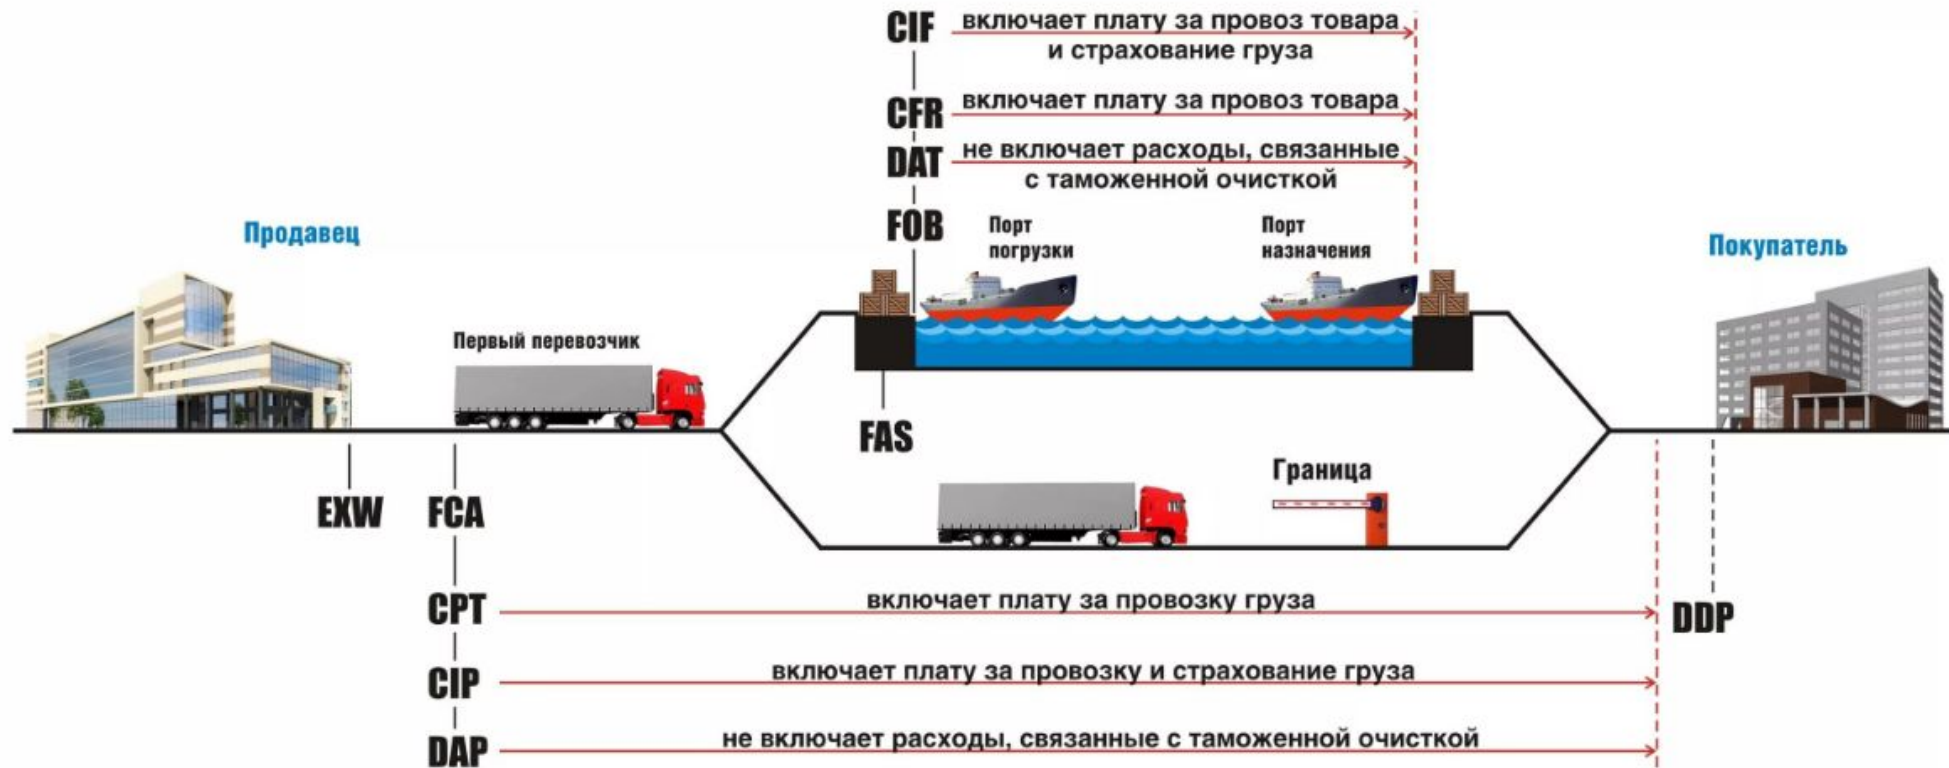 CIF
включает плату за провоз товара
и страхование груза
CFR
включает плату за провоз товара
DAT
не включает расходы, связанные
с таможенной очисткой
FOB
Порт
погрузки
Порт
назначения
Продавец
Покупатель
Первый перевозчик
FAS
Граница
EXW
FCA
CPT
включает плату за провозку груза
DDP
CIP
включает плату за провозку и страхование груза
DAP
не включает расходы, связанные с таможенной очисткой